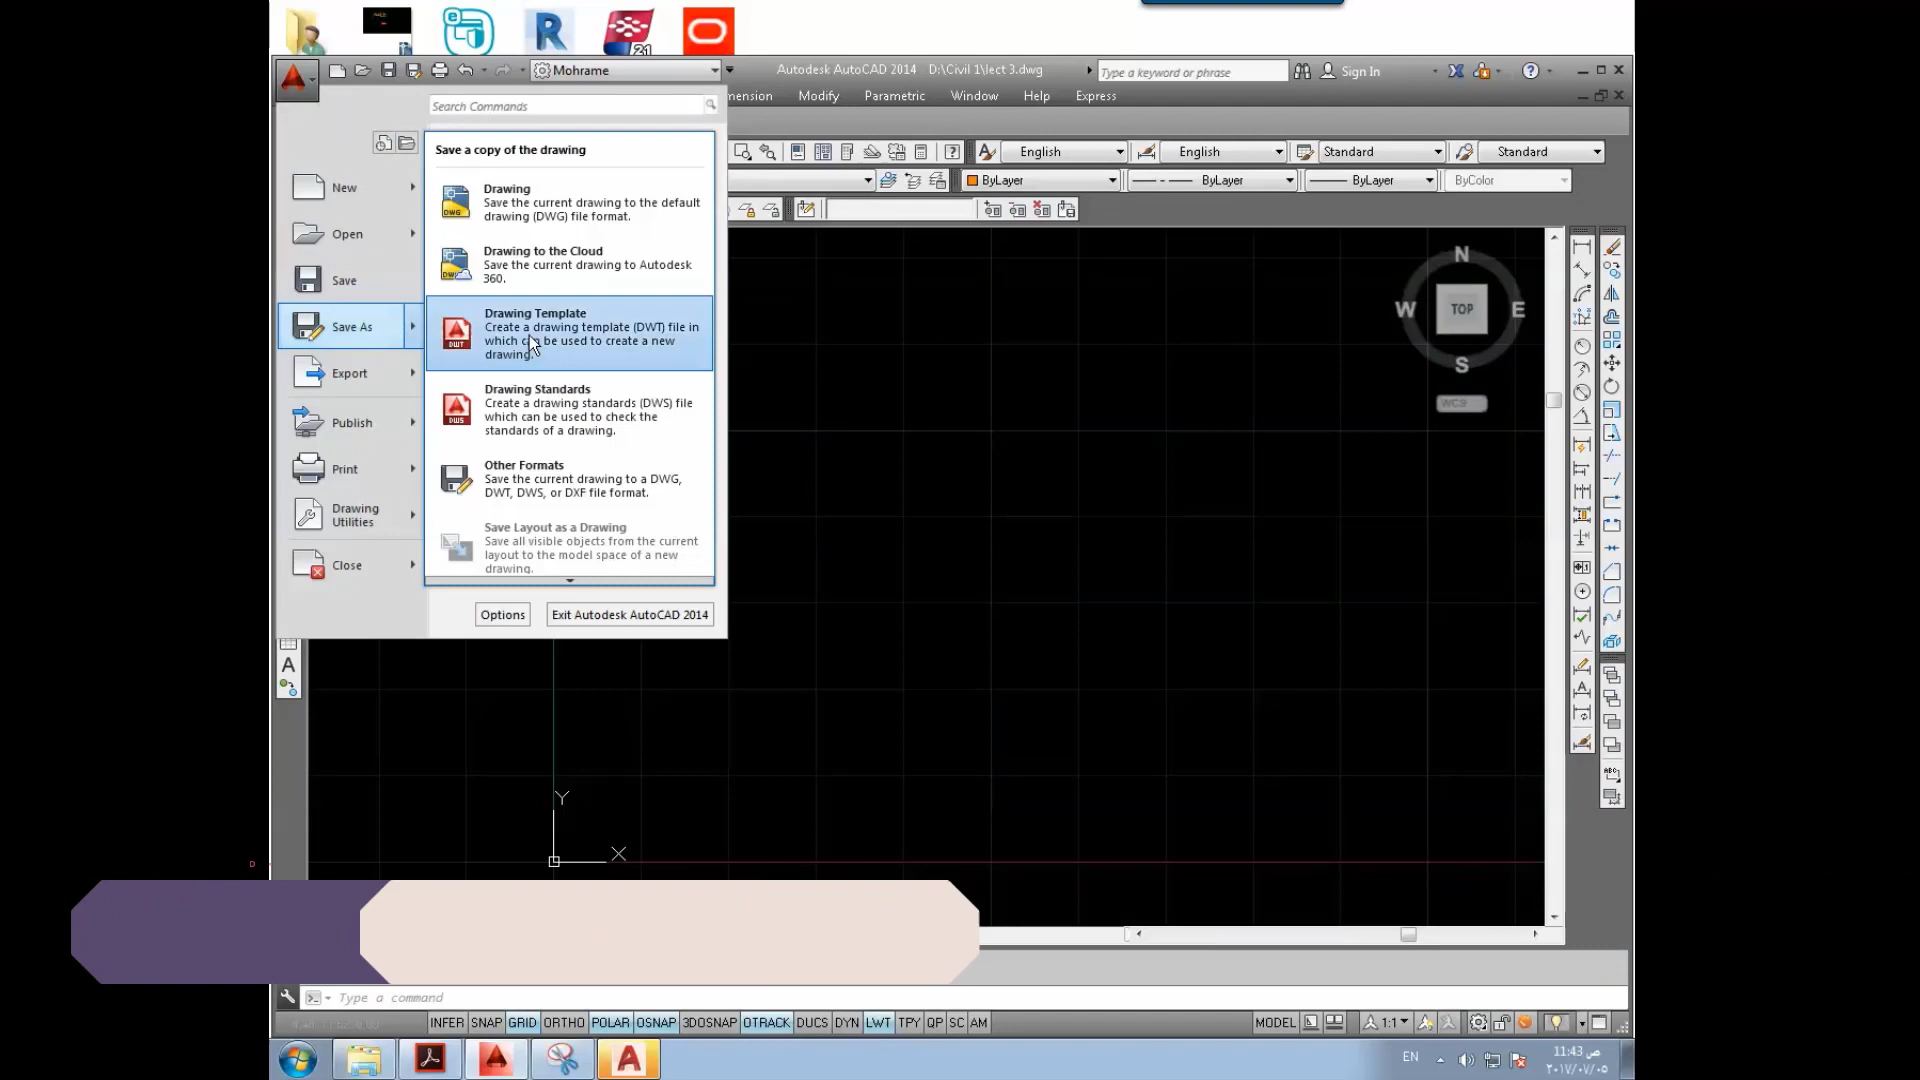 21
Mohrame
Autodesk AutoCAD 2014 D:\Civil 1\lect 3.dwg
Type a keyword or phrase
Sign In
Search Commands
mension Modify Parametric Window Help Express
Save a copy of the drawing
English English Standard Standard
ByLayer ByLayer ByLayer ByColor
New
Open
Save
Save As
Export
Publish
Print
Drawing
Utilities
Close
Drawing
Save the current drawing to the default
drawing (DWG) file format.
Drawing to the Cloud
Save the current drawing to Autodesk
360.
Drawing Template
Create a drawing template (DWT) file in
which can be used to create a new
drawing.
Drawing Standards
Create a drawing standards (DWS) file
which can be used to check the
standards of a drawing.
Other Formats
Save the current drawing to a DWG,
DWT, DWS, or DXF file format.
Save Layout as a Drawing
Save all visible objects from the current
layout to the model space of a new
drawing.
Options Exit Autodesk AutoCAD 2014
N
W TOP E
S
WCS
Y
X
Type a command
INFER SNAP GRID ORTHO POLAR OSNAP 3DOSNAP OTRACK DUCS DYN LWT TPY QP SC AM
MODEL 1:1
EN
11:43 ص
٢٠١٧/٠٧/٠٥